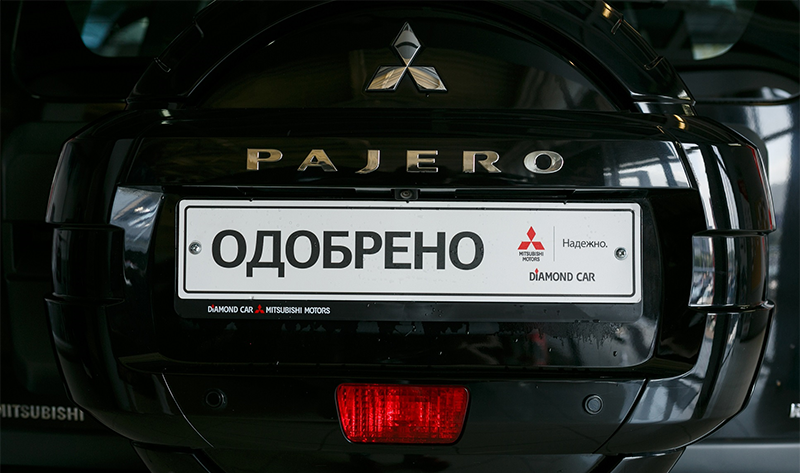 PAJERO
ОДОБРЕНО
MITSUBISHI
MOTORS
Надежно.
DIAMOND CAR
DIAMOND CAR MITSUBISHI MOTORS
MITSUBISHI